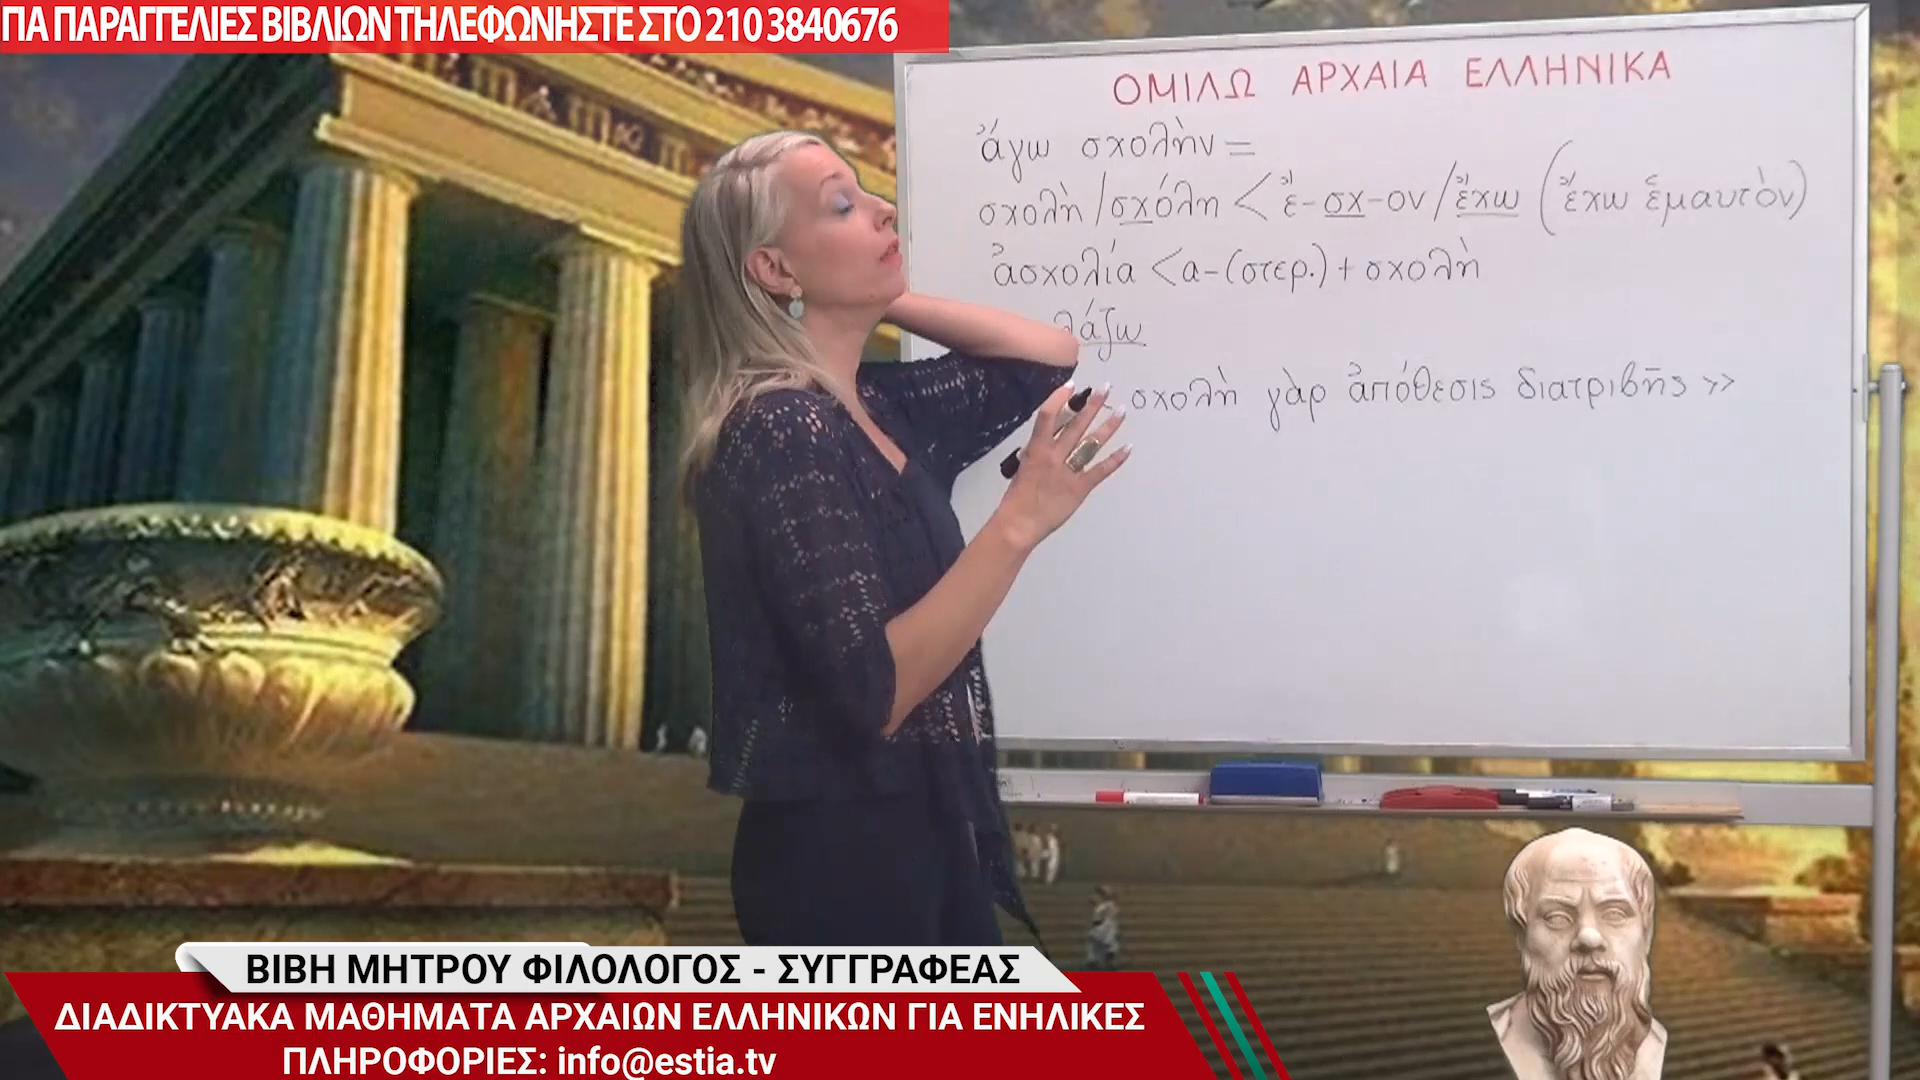 ΓΙΑ ΠΑΡΑΓΓΕΛΙΕΣ ΒΙΒΛΙΩΝ ΤΗΛΕΦΩΝΗΣΤΕ ΣΤΟ 210 3840676
ΟΜΙΛΩ ΑΡΧΑΙΑ ΕΛΛΗΝΙΚΑ
ἄγω σχολὴν =
σχολὴ / σχόλη < ἔ-σχ-ον / ἔχω (ἔχω ἐμαυτὸν)
ἀσχολία < α-(στερ.) + σχολὴ
λάζω
σχολὴ γὰρ ἀπόθεσις διατριβῆς »
ΒΙΒΗ ΜΗΤΡΟΥ ΦΙΛΟΛΟΓΟΣ - ΣΥΓΓΡΑΦΕΑΣ
ΔΙΑΔΙΚΤΥΑΚΑ ΜΑΘΗΜΑΤΑ ΑΡΧΑΙΩΝ ΕΛΛΗΝΙΚΩΝ ΓΙΑ ΕΝΗΛΙΚΕΣ
ΠΛΗΡΟΦΟΡΙΕΣ: info@estia.tv